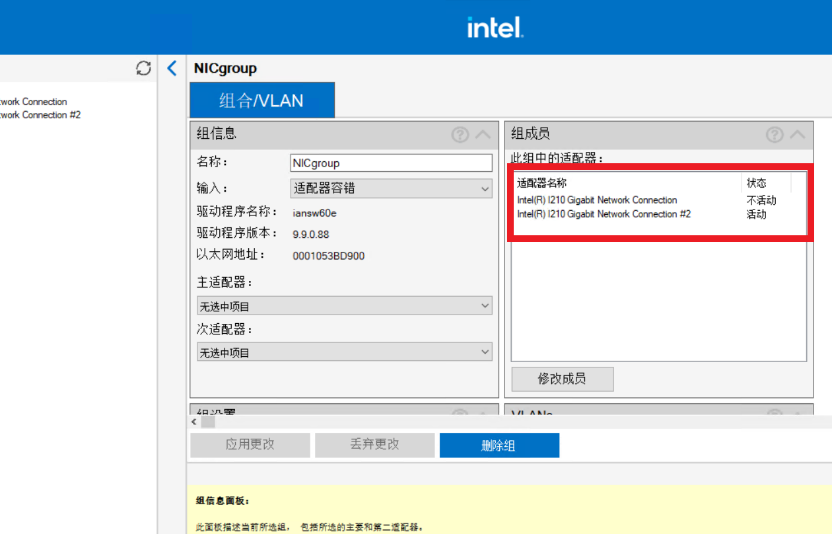 intel.
NICgroup
twork Connection
twork Connection #2
组合/VLAN
组信息
名称：
NICgroup
输入：
适配器容错
驱动程序名称：
iansw60e
驱动程序版本：
9.9.0.88
以太网地址：
0001053BD900
主适配器：
无选中项目
次适配器：
无选中项目
组成员
此组中的适配器：
适配器名称 状态
Intel(R) I210 Gigabit Network Connection 不活动
Intel(R) I210 Gigabit Network Connection #2 活动
修改成员
组设置
VLANs
应用更改
丢弃更改
删除组
组信息面板：
此面板描述当前所选组， 包括所选的主要和第二适配器。